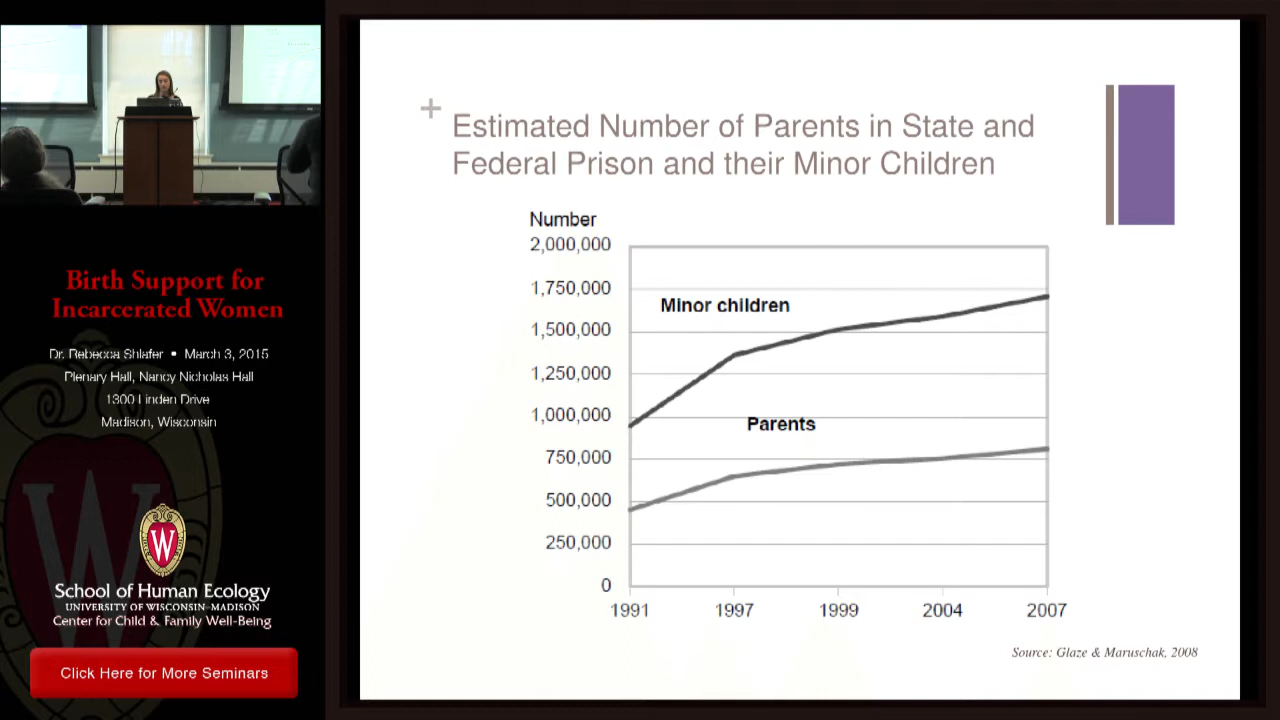 Birth Support for
Incarcerated Women
Dr. Rebecca Shlafer • March 3, 2015
Plenary Hall, Nancy Nicholas Hall
1300 Linden Drive
Madison, Wisconsin
W
W
School of Human Ecology
UNIVERSITY OF WISCONSIN–MADISON
Center for Child & Family Well-Being
Click Here for More Seminars
+
Estimated Number of Parents in State and
Federal Prison and their Minor Children
Number
2,000,000
1,750,000
Minor children
1,500,000
1,250,000
1,000,000
Parents
750,000
500,000
250,000
0
1991 1997 1999 2004 2007
Source: Glaze & Maruschak, 2008